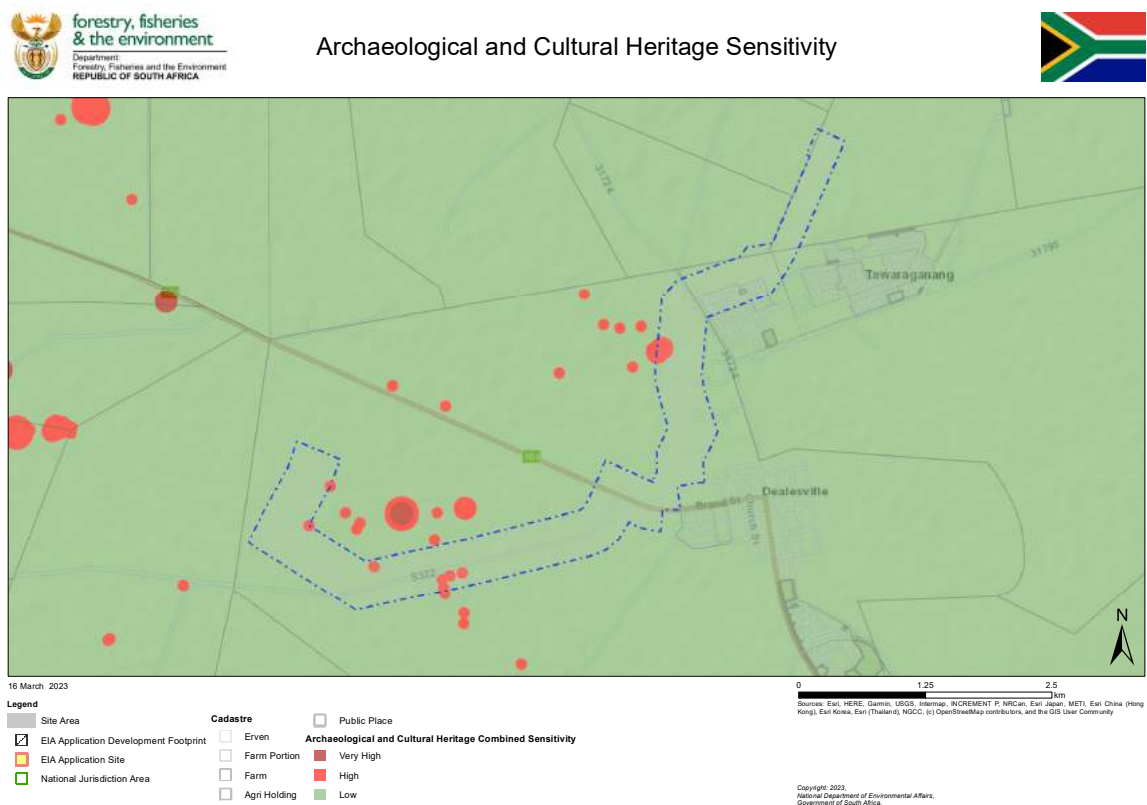 forestry, fisheries
& the environment
Department:
Forestry, Fisheries and the Environment
REPUBLIC OF SOUTH AFRICA
Archaeological and Cultural Heritage Sensitivity
31724
31795
Tswaraganang
31724
Brand St
Dealesville
Church St
S322
N
16 March 2023
0 1.25 2.5
km
Sources: Esri, HERE, Garmin, USGS, Intermap, INCREMENT P, NRCan, Esri Japan, METI, Esri China (Hong
Kong), Esri Korea, Esri (Thailand), NGCC, (c) OpenStreetMap contributors, and the GIS User Community
Legend
Site Area
EIA Application Development Footprint
EIA Application Site
National Jurisdiction Area
Cadastre
Erven
Farm Portion
Farm
Agri Holding
Public Place
Archaeological and Cultural Heritage Combined Sensitivity
Very High
High
Low
Copyright: 2023,
National Department of Environmental Affairs,
Government of South Africa.